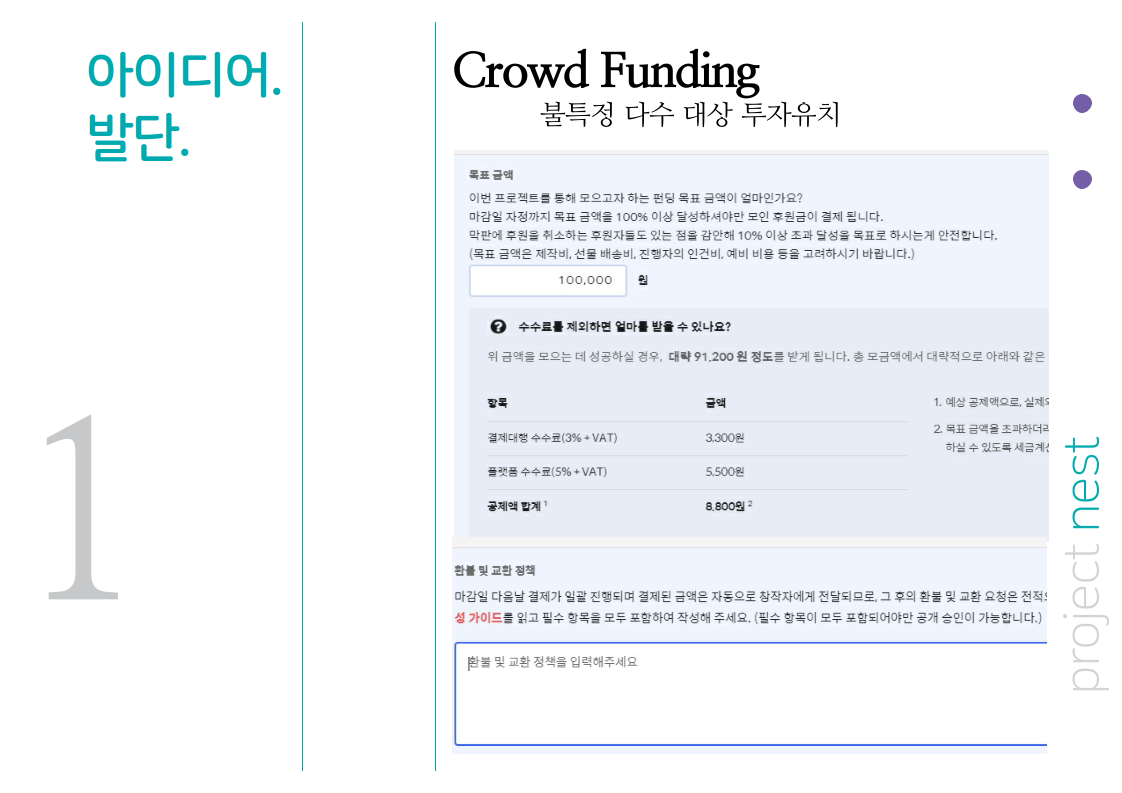 아이디어.
발단.
1
Crowd Funding
불특정 다수 대상 투자유치
목표 금액
이번 프로젝트를 통해 모으고자 하는 펀딩 목표 금액이 얼마인가요?
마감일 자정까지 목표 금액을 100% 이상 달성하셔야만 모인 후원금이 결제 됩니다.
막판에 후원을 취소하는 후원자들도 있는 점을 감안해 10% 이상 초과 달성을 목표로 하시는게 안전합니다.
(목표 금액은 제작비, 선물 배송비, 진행자의 인건비, 예비 비용 등을 고려하시기 바랍니다.)
100,000 원
? 수수료를 제외하면 얼마를 받을 수 있나요?
위 금액을 모으는 데 성공하실 경우, 대략 91,200 원 정도를 받게 됩니다. 총 모금액에서 대략적으로 아래와 같은
항목 금액
결제대행 수수료(3% + VAT) 3,300원
플랫폼 수수료(5% + VAT) 5,500원
공제액 합계 1 8,800원 2
1. 예상 공제액으로, 실제
2. 목표 금액을 초과하더라
하실 수 있도록 세금계
환불 및 교환 정책
마감일 다음날 결제가 일괄 진행되며 결제된 금액은 자동으로 창작자에게 전달되므로, 그 후의 환불 및 교환 요청은
성 가이드를 읽고 필수 항목을 모두 포함하여 작성해 주세요. (필수 항목이 모두 포함되어야만 공개 승인이 가능합니다.)
환불 및 교환 정책을 입력해주세요
project nest